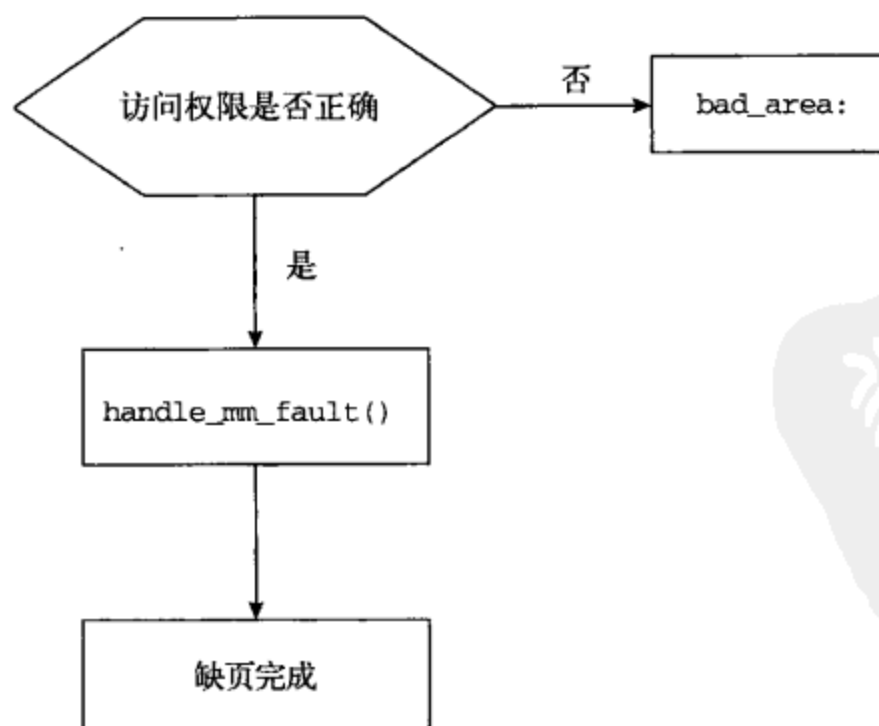 访问权限是否正确
否
bad_area:
是
handle_mm_fault()
缺页完成